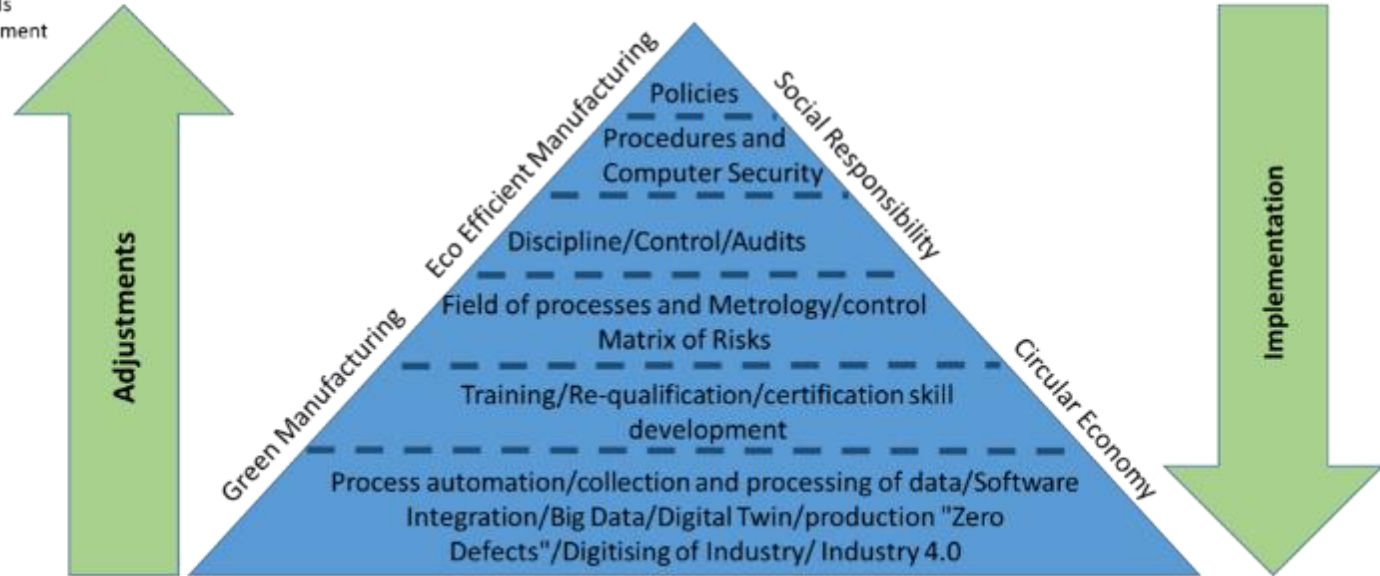 Policies
Procedures and
Computer Security
Discipline/Control/Audits
Field of processes and Metrology/control
Matrix of Risks
Training/Re-qualification/certification skill
development
Process automation/collection and processing of data/Software
Integration/Big Data/Digital Twin/production "Zero
Defects"/Digitising of Industry/ Industry 4.0
Eco Efficient Manufacturing
Green Manufacturing
Social Responsibility
Circular Economy
Adjustments
Implementation